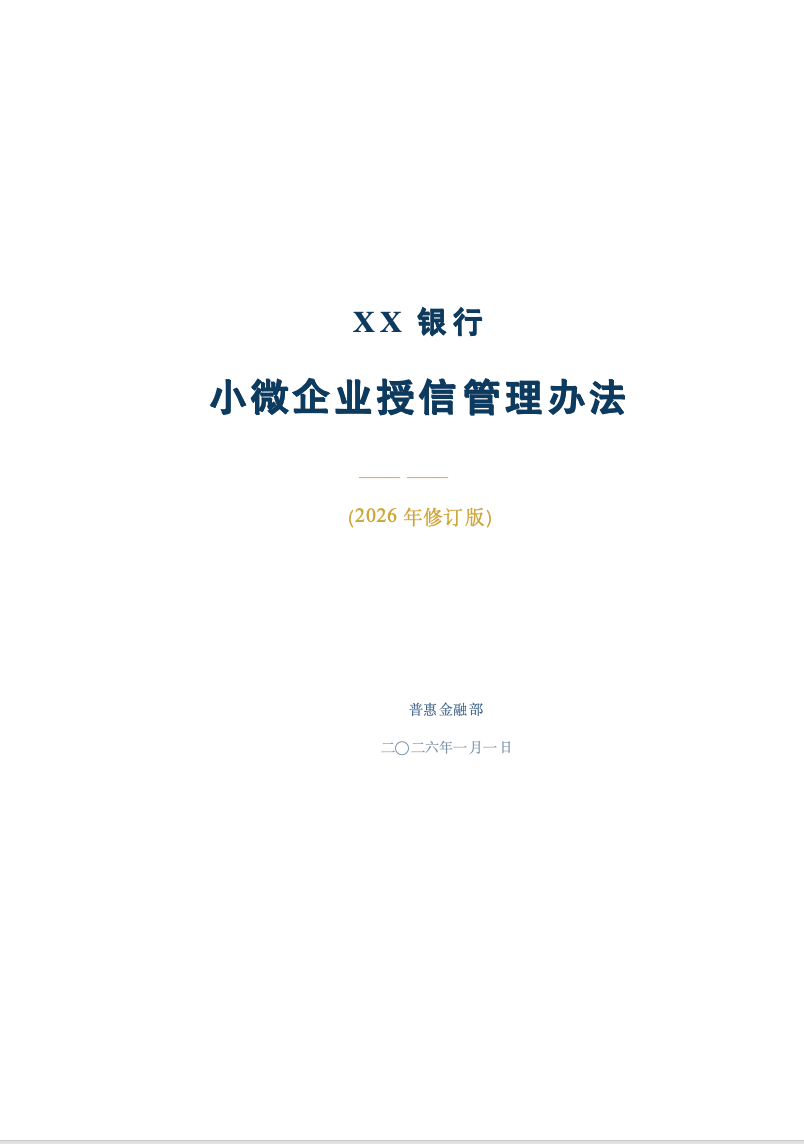 XX 银行
小微企业授信管理办法
—— ——
(2026 年修订版)
普惠金融部
二〇二六年一月一日